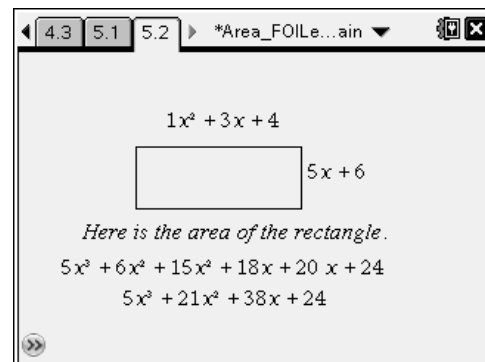 4.3 5.1 5.2 *Area_FOILe...ain
1x² + 3x + 4
5x + 6
Here is the area of the rectangle.
5x³ + 6x² + 15x² + 18x + 20 x + 24
5x³ + 21x² + 38x + 24